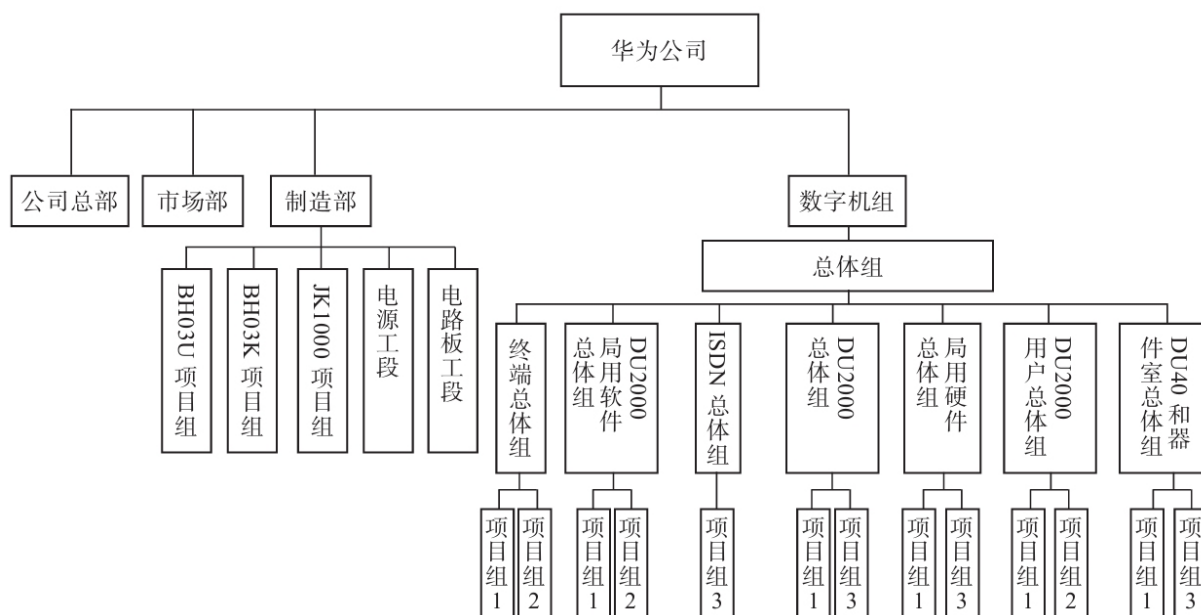 华为公司
公司总部
市场部
制造部
数字机组
总体组
BH03U 项目组
BH03K 项目组
JK1000 项目组
电源工段
电路板工段
终端总体组
DU2000
局用软件
总体组
ISDN 总体组
DU2000
总体组
局用硬件
总体组
DU2000
用户总体组
DU40 和器
件室总体组
项目组1
项目组2
项目组1
项目组2
项目组3
项目组1
项目组3
项目组1
项目组3
项目组1
项目组2
项目组1
项目组3